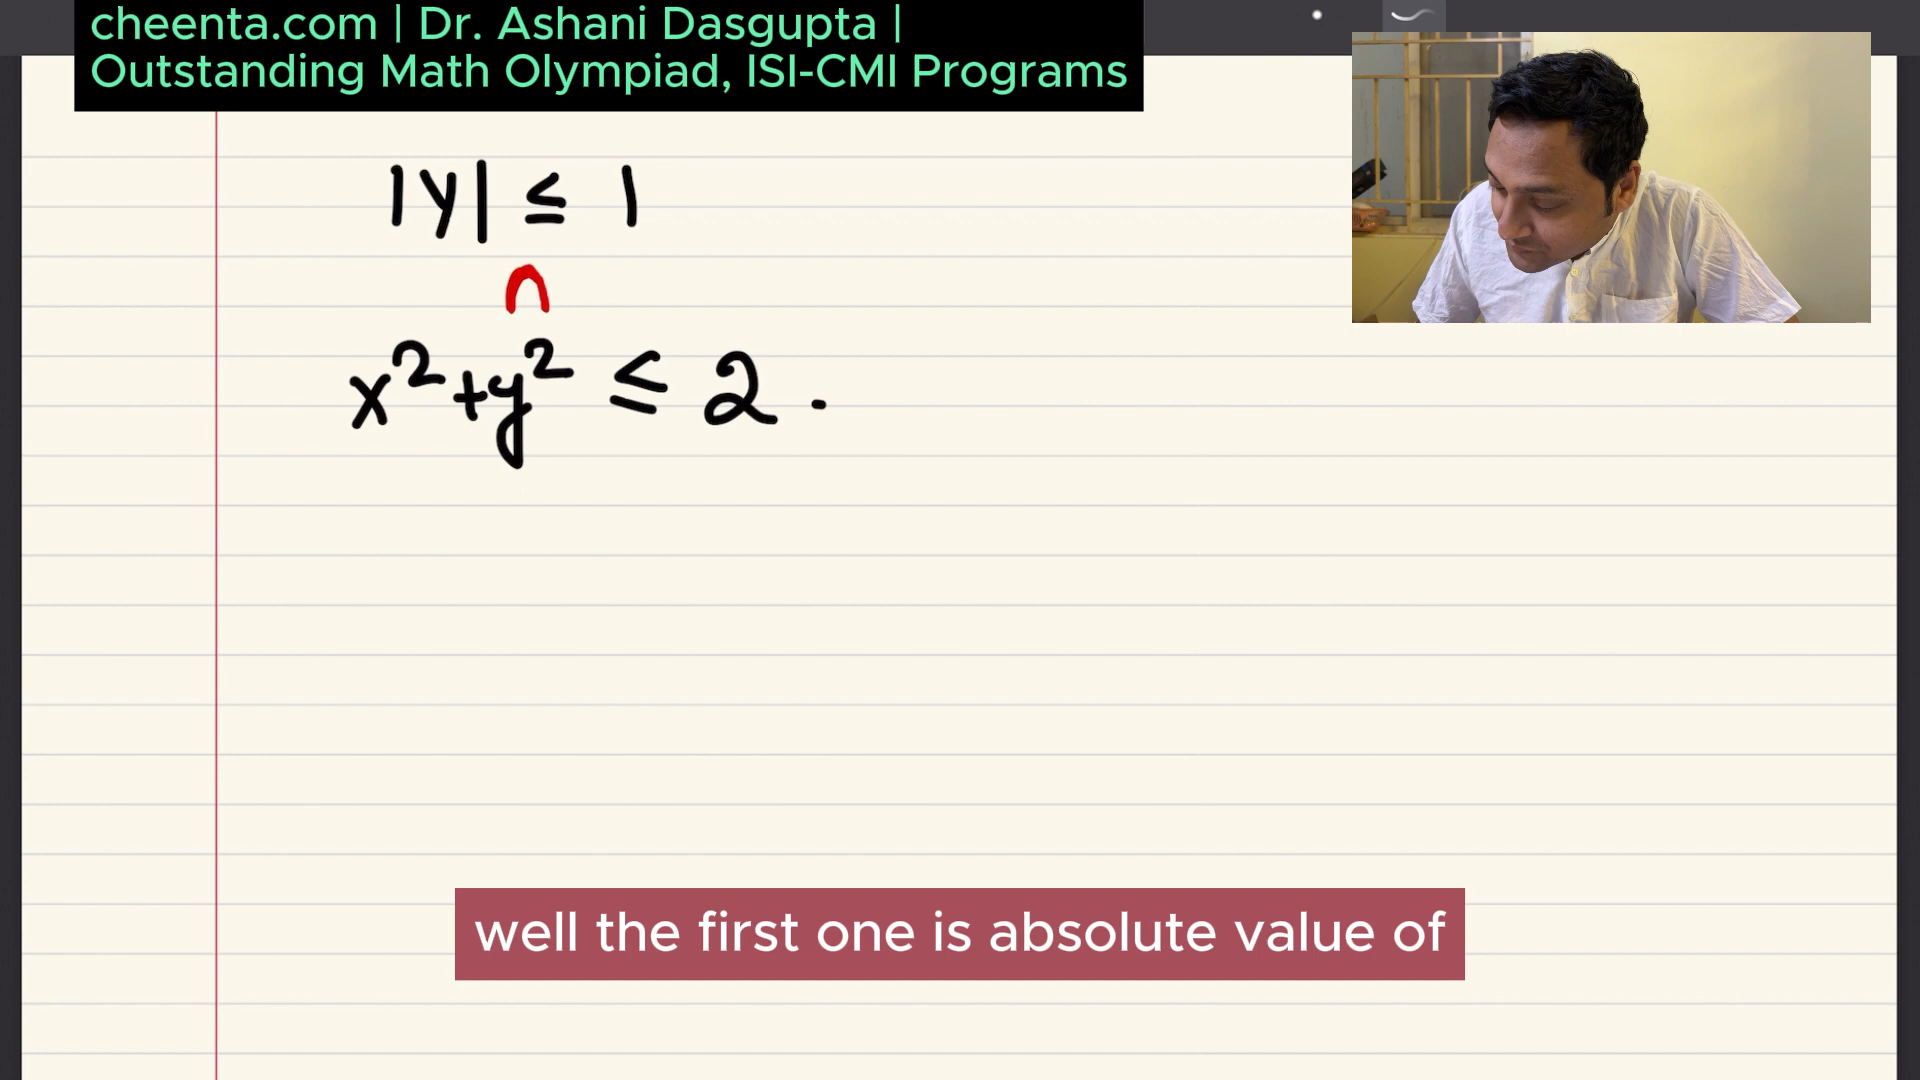 cheenta.com | Dr. Ashani Dasgupta |
Outstanding Math Olympiad, ISI-CMI Programs
|y| ≤ 1
∩
x²+y² ≤ 2.
well the first one is absolute value of